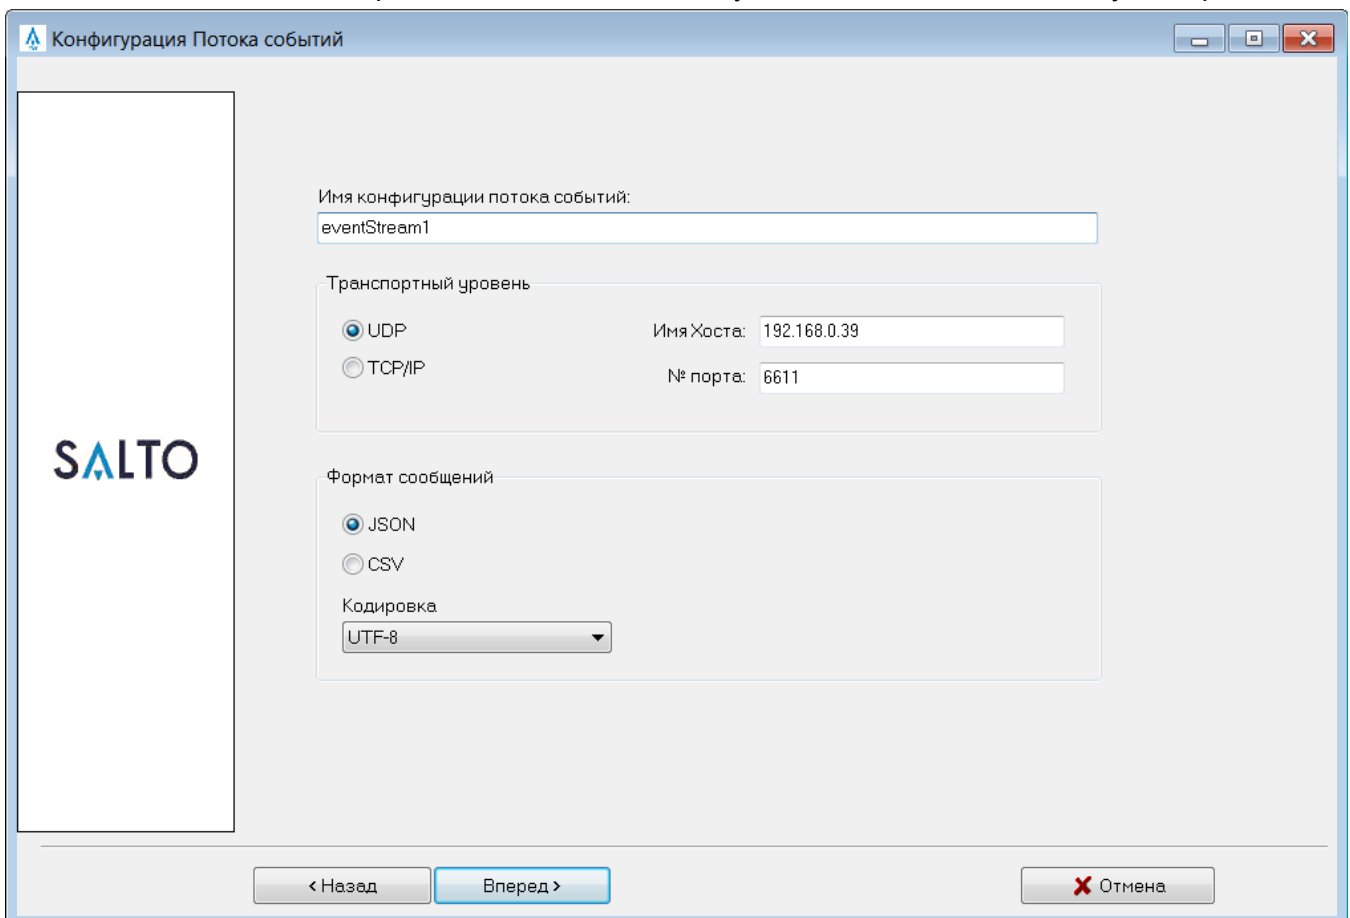 Конфигурация Потока событий
Имя конфигурации потока событий:
eventStream1
Транспортный уровень
UDP
Имя Хоста: 192.168.0.39
TCP/IP
№ порта: 6611
SALTO
Формат сообщений
JSON
CSV
Кодировка
UTF-8
< Назад
Вперед >
Отмена